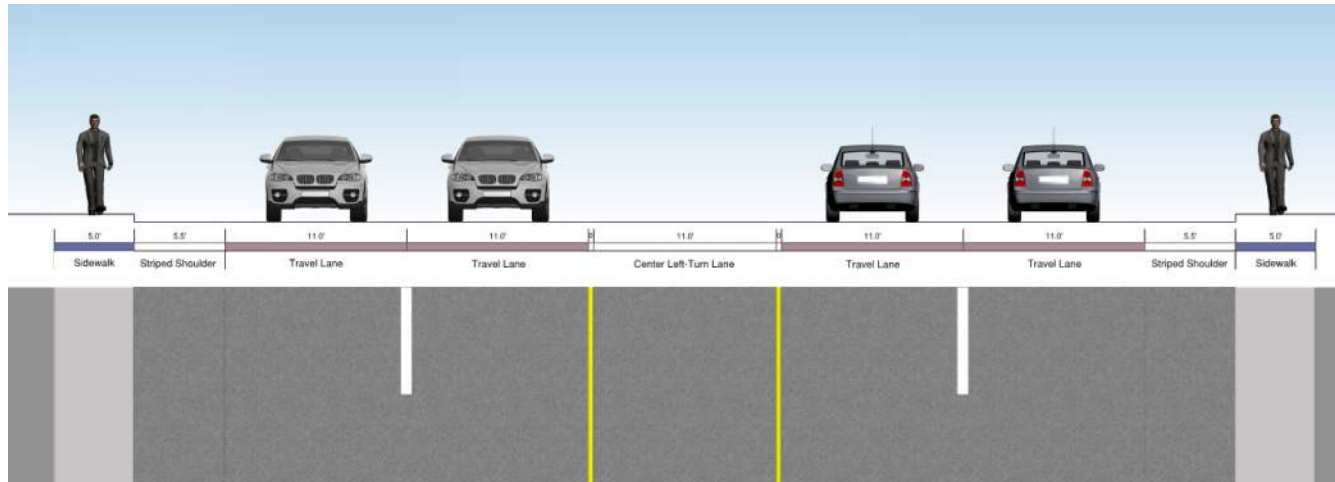 5.0' 5.5' 11.0' 11.0' 11.0' 11.0' 11.0' 5.5' 5.0'
Sidewalk Striped Shoulder Travel Lane Travel Lane Center Left-Turn Lane Travel Lane Travel Lane Striped Shoulder Sidewalk